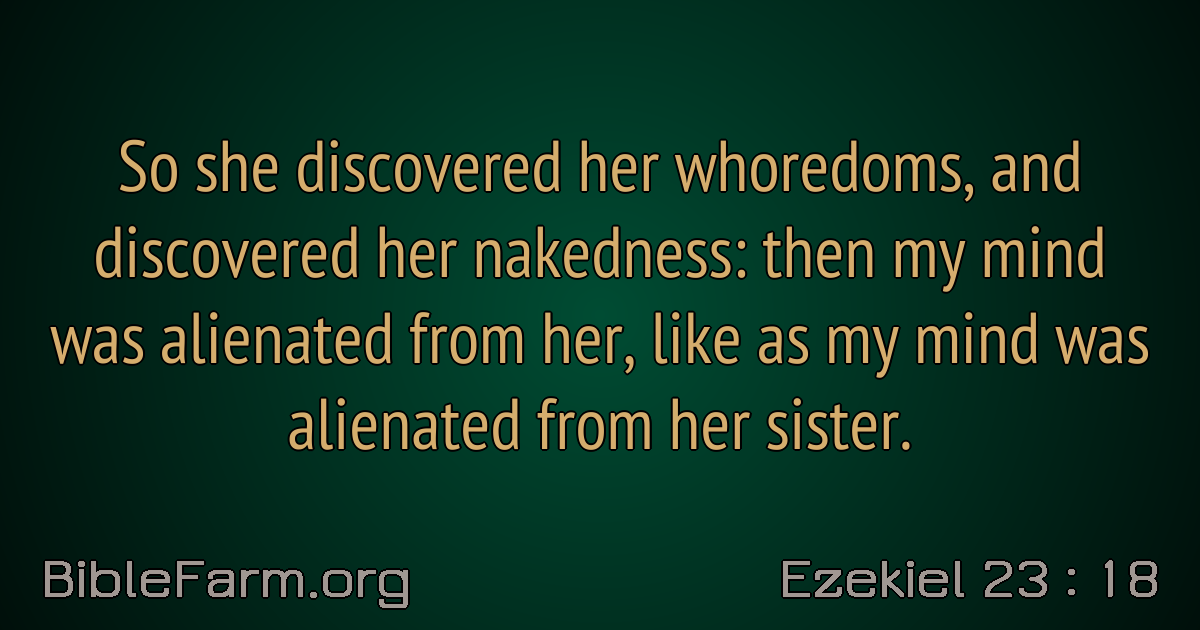 So she discovered her whoredoms, and
discovered her nakedness: then my mind
was alienated from her, like as my mind was
alienated from her sister.
BibleFarm.org
Ezekiel 23 : 18